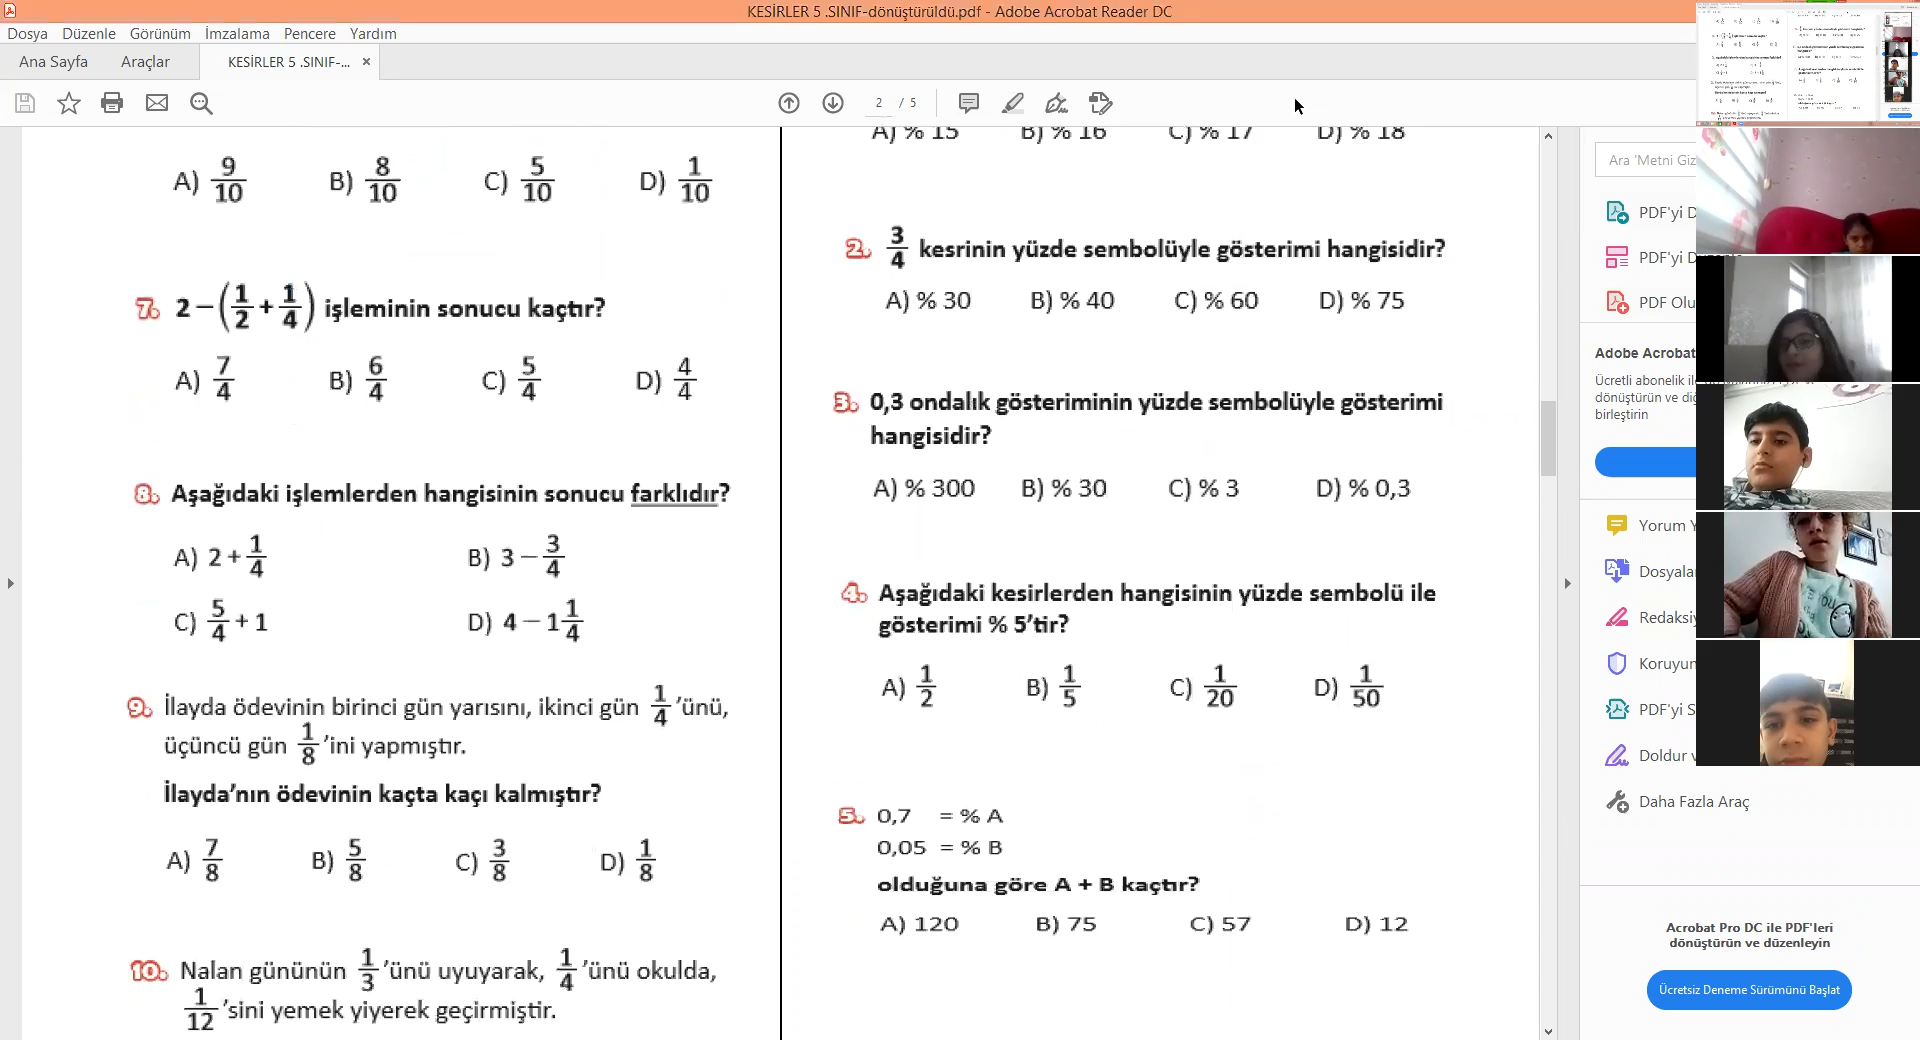 KESİRLER 5 .SINIF-dönüştürüldü.pdf - Adobe Acrobat Reader DC
Dosya Düzenle Görünüm İmzalama Pencere Yardım
Ana Sayfa Araçlar KESİRLER 5 .SINIF-... ×
2 / 5
A) 9/10 B) 8/10 C) 5/10 D) 1/10
7. 2 − (1/2 + 1/4) işleminin sonucu kaçtır?
A) 7/4 B) 6/4 C) 5/4 D) 4/4
8. Aşağıdaki işlemlerden hangisinin sonucu farklıdır?
A) 2 + 1/4 B) 3 − 3/4
C) 5/4 + 1 D) 4 − 1 1/4
9. İlayda ödevinin birinci gün yarısını, ikinci gün 1/4 'ünü,
üçüncü gün 1/8 'ini yapmıştır.
İlayda'nın ödevinin kaçta kaçı kalmıştır?
A) 7/8 B) 5/8 C) 3/8 D) 1/8
10. Nalan gününün 1/3 'ünü uyuyarak, 1/4 'ünü okulda,
1/12 'sini yemek yiyerek geçirmiştir.
A) % 15 B) % 16 C) % 17 D) % 18
2. 3/4 kesrinin yüzde sembolüyle gösterimi hangisidir?
A) % 30 B) % 40 C) % 60 D) % 75
3. 0,3 ondalık gösteriminin yüzde sembolüyle gösterimi
hangisidir?
A) % 300 B) % 30 C) % 3 D) % 0,3
4. Aşağıdaki kesirlerden hangisinin yüzde sembolü ile
gösterimi % 5'tir?
A) 1/2 B) 1/5 C) 1/20 D) 1/50
5. 0,7 = % A
0,05 = % B
olduğuna göre A + B kaçtır?
A) 120 B) 75 C) 57 D) 12
Ara 'Metni Giz
PDF'yi D
PDF'yi
PDF Olu
Adobe Acrobat
Ücretli abonelik il
dönüştürün ve di
birleştirin
Yorum Y
Dosyalar
Redaksiy
Koruyun
PDF'yi S
Doldur v
Daha Fazla Araç
Acrobat Pro DC ile PDF'leri
dönüştürün ve düzenleyin
Ücretsiz Deneme Sürümünü Başlat